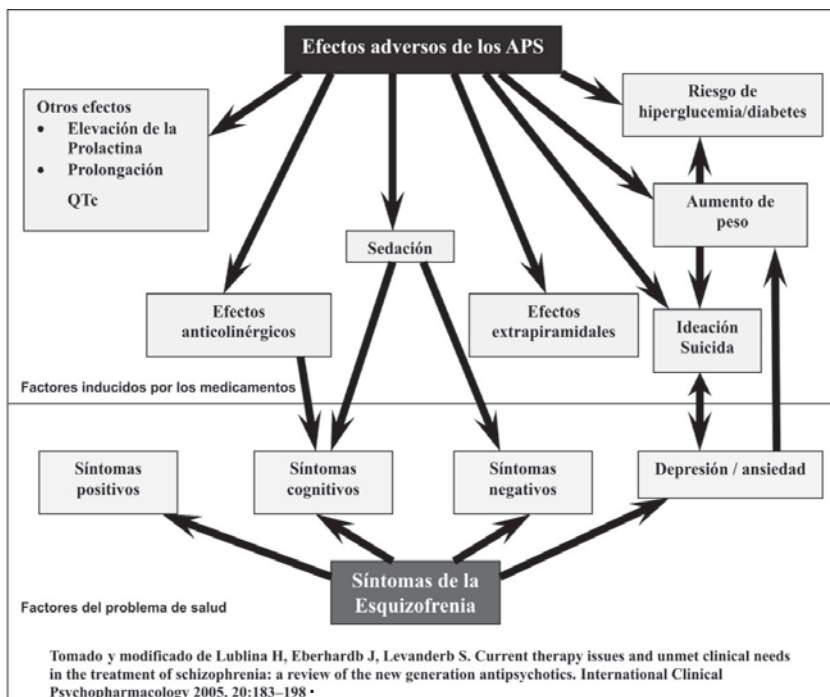 Efectos adversos de los APS
Otros efectos
• Elevación de la
Prolactina
• Prolongación
QTc
Riesgo de
hiperglucemia/diabetes
Aumento de
peso
Sedación
Efectos
anticolinérgicos
Efectos
extrapiramidales
Ideación
Suicida
Factores inducidos por los medicamentos
Síntomas
positivos
Síntomas
cognitivos
Síntomas
negativos
Depresión / ansiedad
Síntomas de la
Esquizofrenia
Factores del problema de salud
Tomado y modificado de Lublina H, Eberhardb J, Levanderb S. Current therapy issues and unmet clinical needs
in the treatment of schizophrenia: a review of the new generation antipsychotics. International Clinical
Psychopharmacology 2005, 20:183–198 .